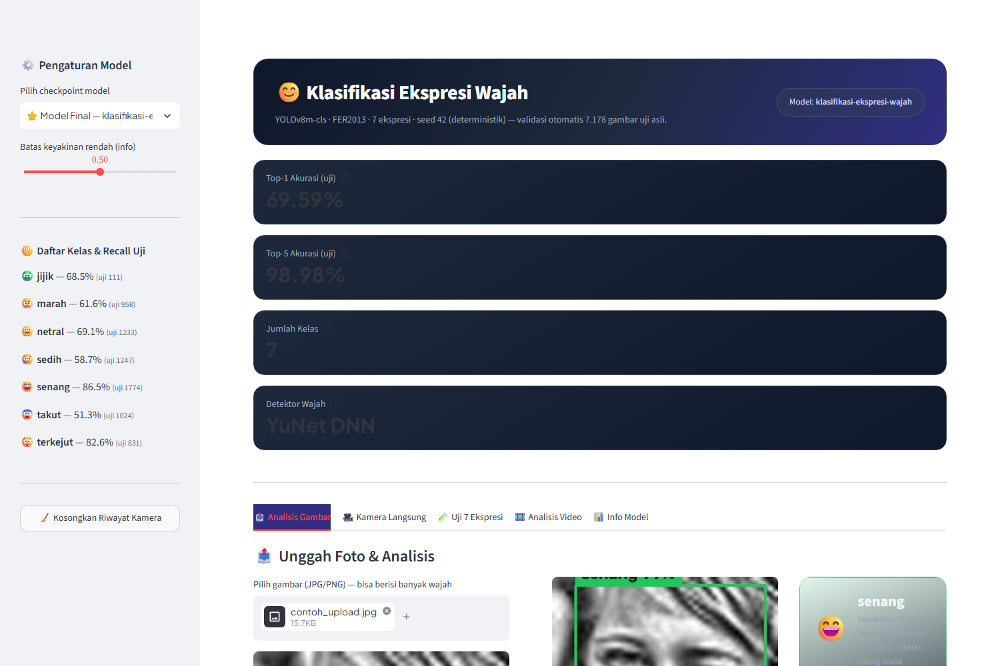 Pengaturan Model
Pilih checkpoint model
Model Final — klasifikasi-e
Batas keyakinan rendah (info)
0.50
Daftar Kelas & Recall Uji
jijik — 68.5% (uji 111)
marah — 61.6% (uji 958)
netral — 69.1% (uji 1233)
sedih — 58.7% (uji 1247)
senang — 86.5% (uji 1774)
takut — 51.3% (uji 1024)
terkejut — 82.6% (uji 831)
Kosongkan Riwayat Kamera
Klasifikasi Ekspresi Wajah
YOLOv8m-cls · FER2013 · 7 ekspresi · seed 42 (deterministik) — validasi otomatis 7.178 gambar uji asli.
Model: klasifikasi-ekspresi-wajah
Top-1 Akurasi (uji)
69.59%
Top-5 Akurasi (uji)
98.98%
Jumlah Kelas
7
Detektor Wajah
YuNet DNN
Analisis Gambar
Kamera Langsung
Uji 7 Ekspresi
Analisis Video
Info Model
Unggah Foto & Analisis
Pilih gambar (JPG/PNG) — bisa berisi banyak wajah
contoh_upload.jpg
15.7KB
senang 99%
senang
Keyakinan 99.1%
— kelas
paling andal